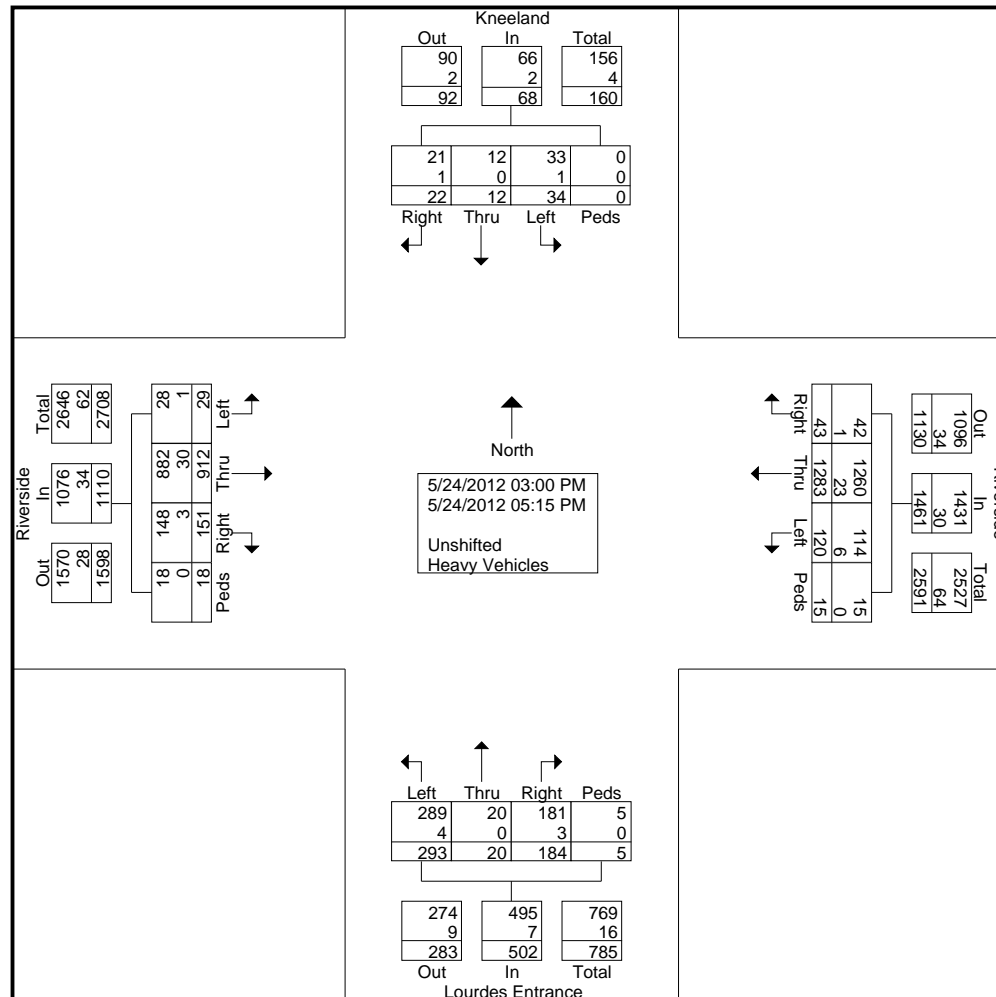 Kneeland
Out In Total
90 66 156
2 2 4
92 68 160
21 12 33 0
1 0 1 0
22 12 34 0
Right Thru Left Peds
Riverside
Total In Out
2646 1076 1570
62 34 28
2708 1110 1598
28 882 148 18
1 30 3 0
29 912 151 18
Left Thru Right Peds
North
5/24/2012 03:00 PM
5/24/2012 05:15 PM
Unshifted
Heavy Vehicles
Right Thru Left Peds
42 1260 114 15
1 23 6 0
43 1283 120 15
Out In Total
1096 1431 2527
34 30 64
1130 1461 2591
Riverside
Left Thru Right Peds
289 20 181 5
4 0 3 0
293 20 184 5
274 495 769
9 7 16
283 502 785
Out In Total
Lourdes Entrance